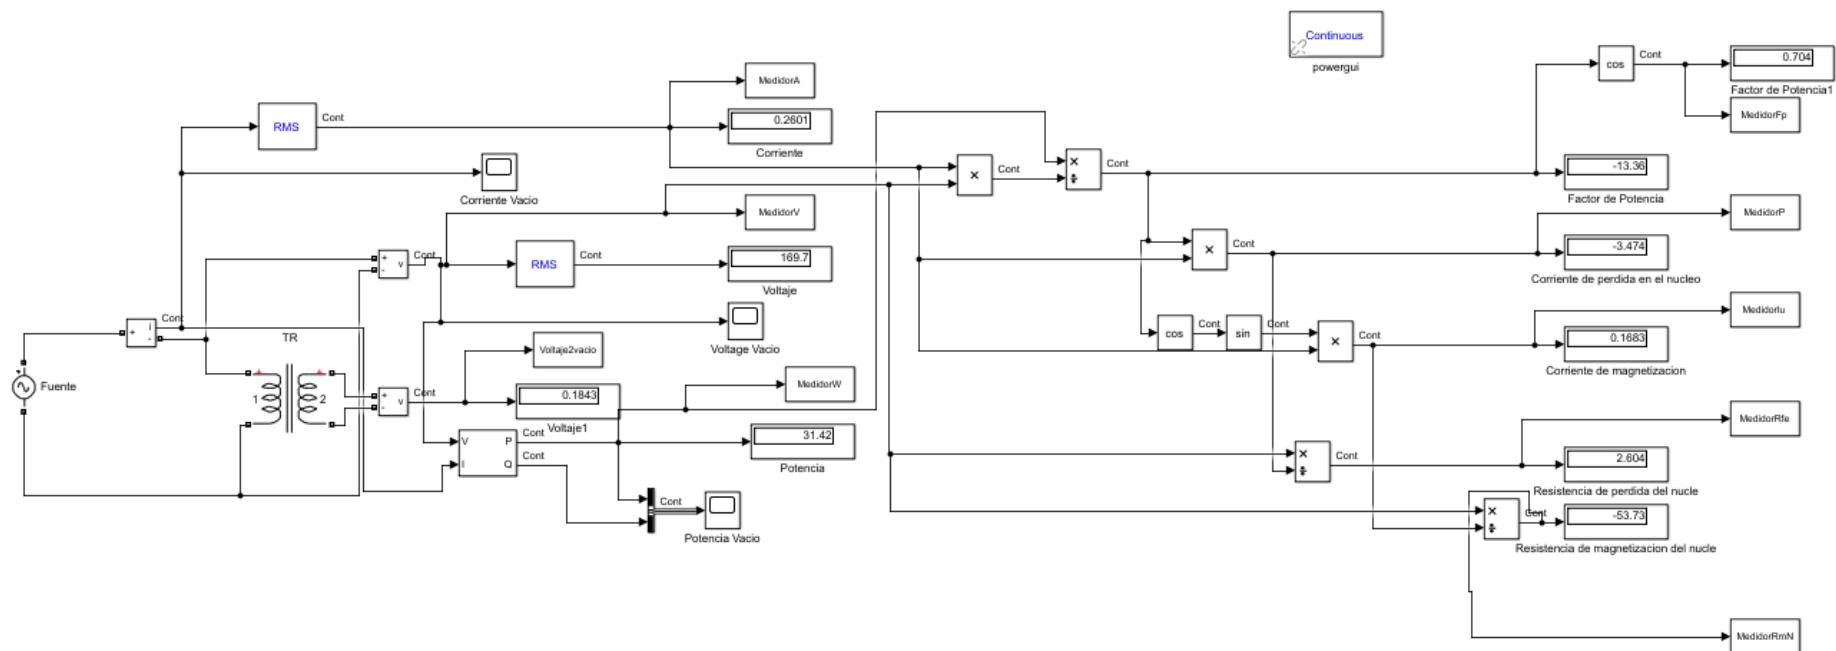 Continuous
powergui
cos
Cont
0.704
Factor de Potencia1
MedidorFp
MedidorA
RMS
Cont
0.2601
Corriente
Corriente Vacio
×
Cont
×
÷
Cont
-13.36
Factor de Potencia
MedidorV
MedidorP
+
-
v
Cont
RMS
Cont
169.7
Voltaje
×
Cont
-3.474
Corriente de perdida en el nucleo
MedidorIu
Voltage Vacio
cos
Cont
sin
Cont
×
Cont
0.1683
Corriente de magnetizacion
+
i
-
Cont
TR
Voltaje2vacio
Fuente
1
2
+
-
v
Cont
0.1843
Voltaje1
MedidorW
MedidorRfe
V
I
P
Q
Cont
Cont
31.42
Potencia
×
÷
Cont
2.604
Resistencia de perdida del nucle
Cont
Potencia Vacio
×
÷
Cont
-53.73
Resistencia de magnetizacion del nucle
MedidorRmN